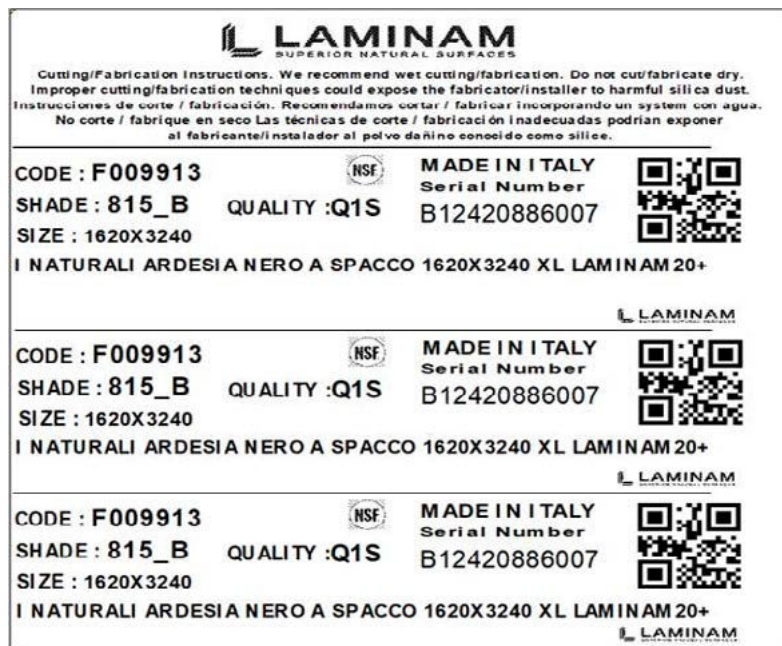 LAMINAM
SUPERIOR NATURAL SURFACES
Cutting/Fabrication Instructions. We recommend wet cutting/fabrication. Do not cut/fabricate dry.
Improper cutting/fabrication techniques could expose the fabricator/installer to harmful silica dust.
Instrucciones de corte / fabricación. Recomendamos cortar / fabricar incorporando un system con agua.
No corte / fabrique en seco Las técnicas de corte / fabricación inadecuadas podrían exponer
al fabricante/instalador al polvo dañino conocido como sílice.
CODE : F009913 NSF MADE IN ITALY
Serial Number
SHADE : 815_B QUALITY :Q1S B12420886007
SIZE : 1620X3240
I NATURALI ARDESIA NERO A SPACCO 1620X3240 XL LAMINAM 20+
LAMINAM
SUPERIOR NATURAL SURFACES
CODE : F009913 NSF MADE IN ITALY
Serial Number
SHADE : 815_B QUALITY :Q1S B12420886007
SIZE : 1620X3240
I NATURALI ARDESIA NERO A SPACCO 1620X3240 XL LAMINAM 20+
LAMINAM
SUPERIOR NATURAL SURFACES
CODE : F009913 NSF MADE IN ITALY
Serial Number
SHADE : 815_B QUALITY :Q1S B12420886007
SIZE : 1620X3240
I NATURALI ARDESIA NERO A SPACCO 1620X3240 XL LAMINAM 20+
LAMINAM